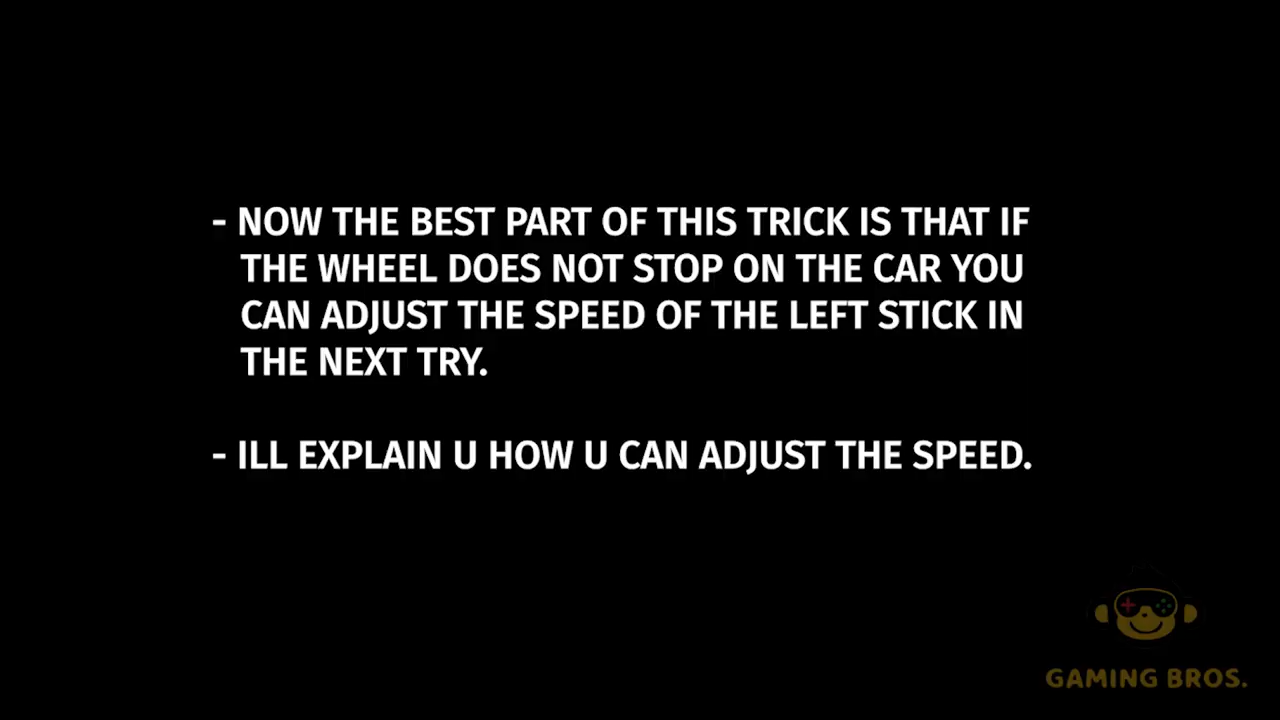 - NOW THE BEST PART OF THIS TRICK IS THAT IF
THE WHEEL DOES NOT STOP ON THE CAR YOU
CAN ADJUST THE SPEED OF THE LEFT STICK IN
THE NEXT TRY.
- ILL EXPLAIN U HOW U CAN ADJUST THE SPEED.
GAMING BROS.